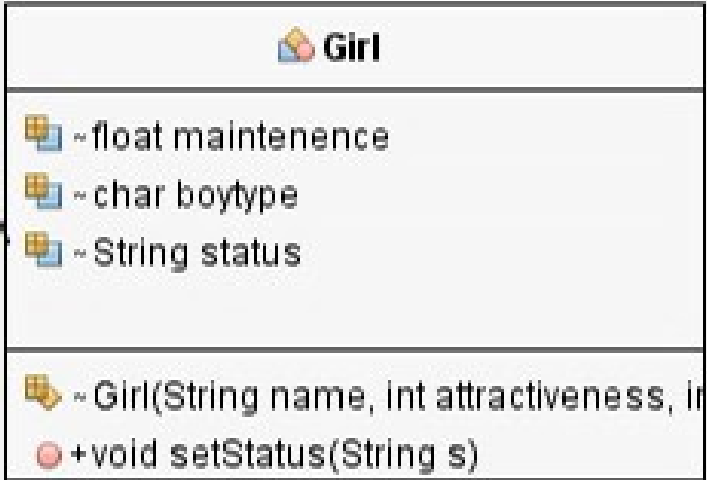 Girl
~float maintenence
~char boytype
~String status
~Girl(String name, int attractiveness,
+void setStatus(String s)